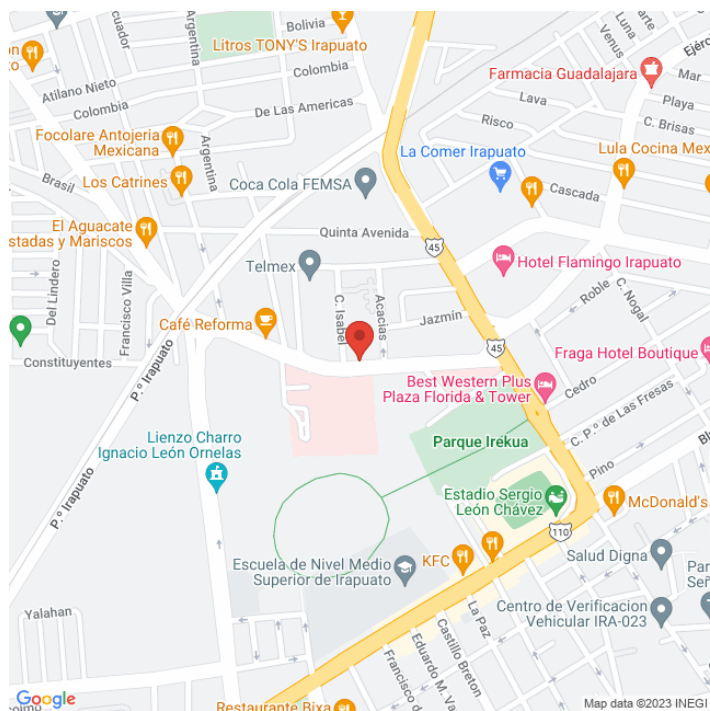 Bolivia
Ecuador
Argentina
Litros TONY'S Irapuato
Colombia
Atilano Nieto
Colombia
De Las Americas
Focolare Antojeria
Mexicana
Brasil
Los Catrines
Argentina
El Aguacate
stadas y Mariscos
Coca Cola FEMSA
Quinta Avenida
Telmex
Luna
Venus
Farmacia Guadalajara
Mar
Playa
Lava
C. Brisas
Risco
La Comer Irapuato
Lula Cocina Mex
Cascada
45
Hotel Flamingo Irapuato
Del Lindero
Francisco Villa
Café Reforma
C. Isabel
Acacias
Jazmín
Roble
C. Nogal
45
Constituyentes
P.º Irapuato
Fraga Hotel Boutique
Best Western Plus
Plaza Florida & Tower
Cedro
C. P.º de Las Fresas
Lienzo Charro
Ignacio León Ornelas
Parque Irekua
Pino
P.º Irapuato
Estadio Sergio
León Chávez
McDonald's
110
Escuela de Nivel Medio
Superior de Irapuato
KFC
Salud Digna
Par
Señ
Yalahan
La Paz
Centro de Verificacion
Vehicular IRA-023
Castillo Breton
Eduardo M. Va
Francisco d
Restaurante Bixa
Google
Map data ©2023 INEGI